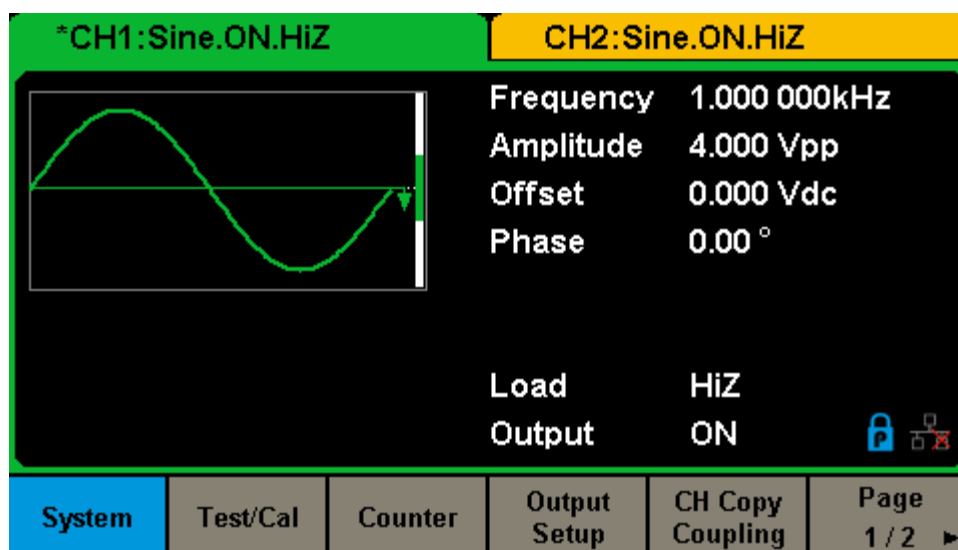 *CH1:Sine.ON.HiZ CH2:Sine.ON.HiZ
Frequency 1.000 000kHz
Amplitude 4.000 Vpp
Offset 0.000 Vdc
Phase 0.00 °
Load HiZ
Output ON
P
System Test/Cal Counter Output Setup CH Copy Coupling Page 1/2 ►